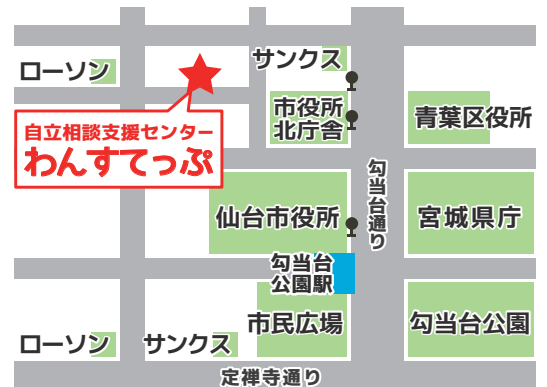 サンクス
ローソン
市役所
北庁舎
青葉区役所
自立相談支援センター
わんすてっぷ
勾当台通り
仙台市役所
宮城県庁
勾当台
公園駅
市民広場
勾当台公園
ローソン
サンクス
定禅寺通り